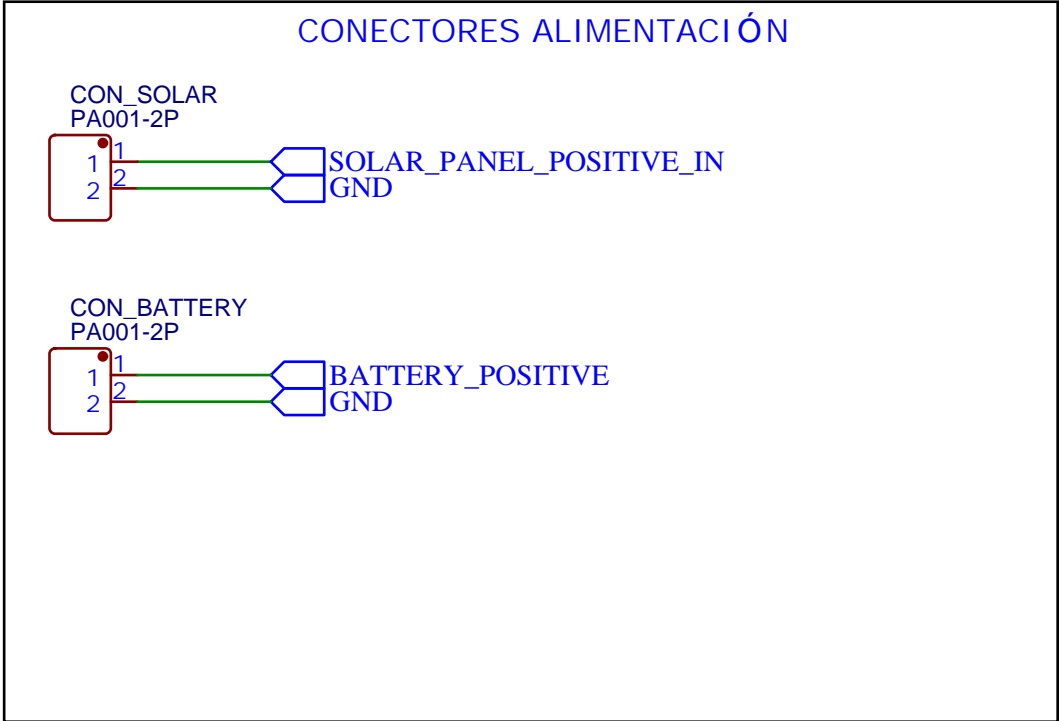 CONECTORES ALIMENTACIÓN
CON_SOLAR
PA001-2P
1 1 SOLAR_PANEL_POSITIVE_IN
2 2 GND
CON_BATTERY
PA001-2P
1 1 BATTERY_POSITIVE
2 2 GND